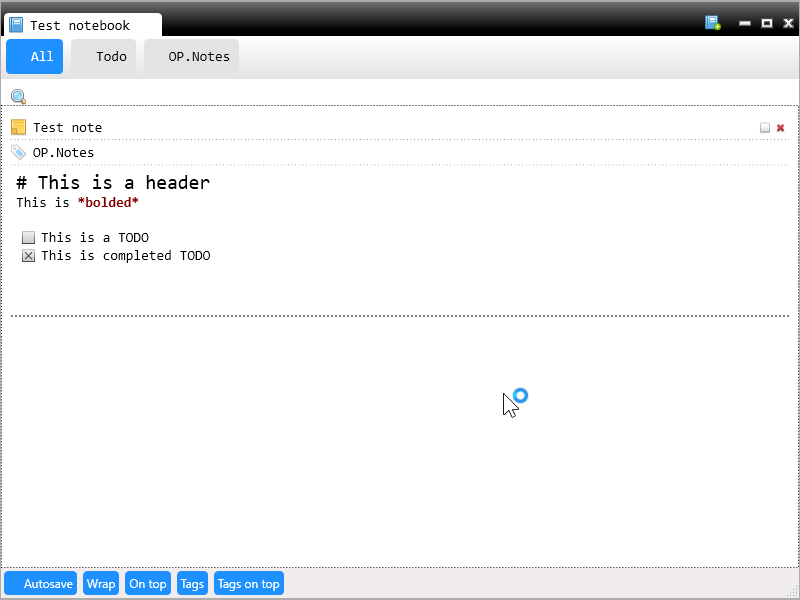 Test notebook
All Todo OP.Notes
Test note
OP.Notes
# This is a header
This is *bolded*
This is a TODO
This is completed TODO
Autosave Wrap On top Tags Tags on top